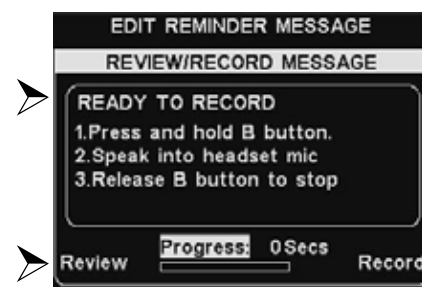 EDIT REMINDER MESSAGE
REVIEW/RECORD MESSAGE
READY TO RECORD
1.Press and hold B button.
2.Speak into headset mic
3.Release B button to stop
Progress: 0Secs
Review Record